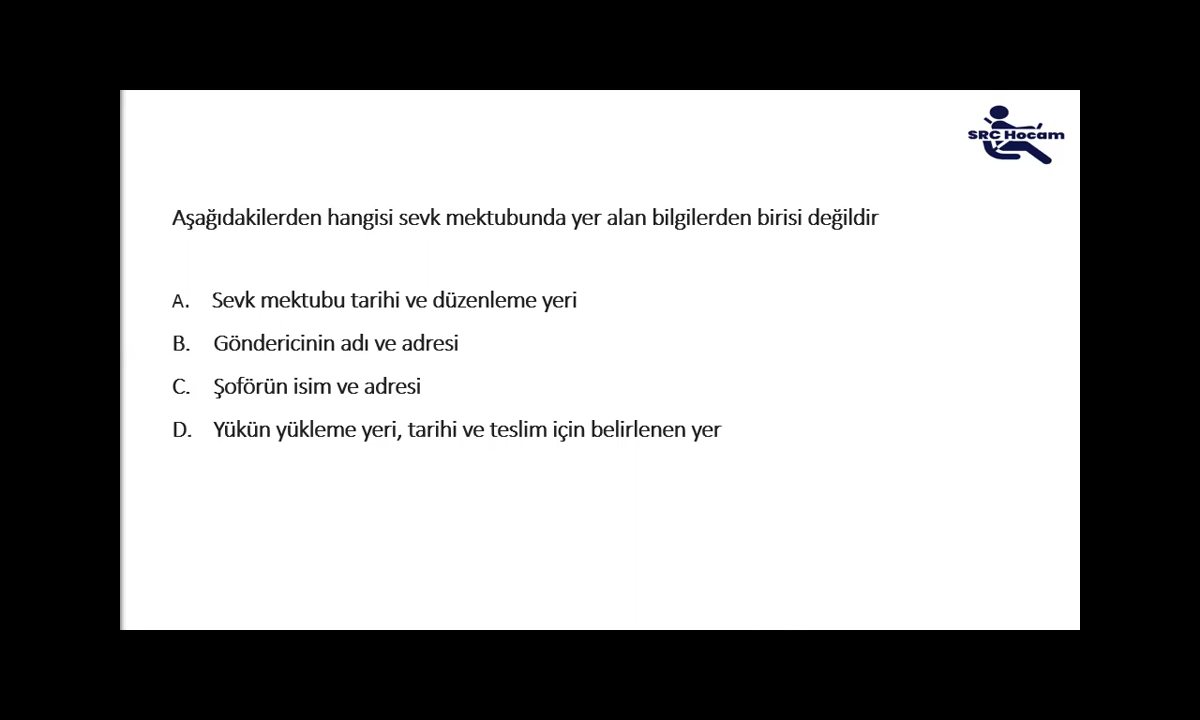 SRC Hocam
Aşağıdakilerden hangisi sevk mektubunda yer alan bilgilerden birisi değildir
A. Sevk mektubu tarihi ve düzenleme yeri
B. Göndericinin adı ve adresi
C. Şoförün isim ve adresi
D. Yükün yükleme yeri, tarihi ve teslim için belirlenen yer